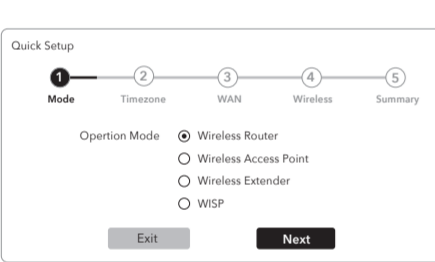 Quick Setup
1 2 3 4 5
Mode Timezone WAN Wireless Summary
Opertion Mode Wireless Router
Wireless Access Point
Wireless Extender
WISP
Exit Next